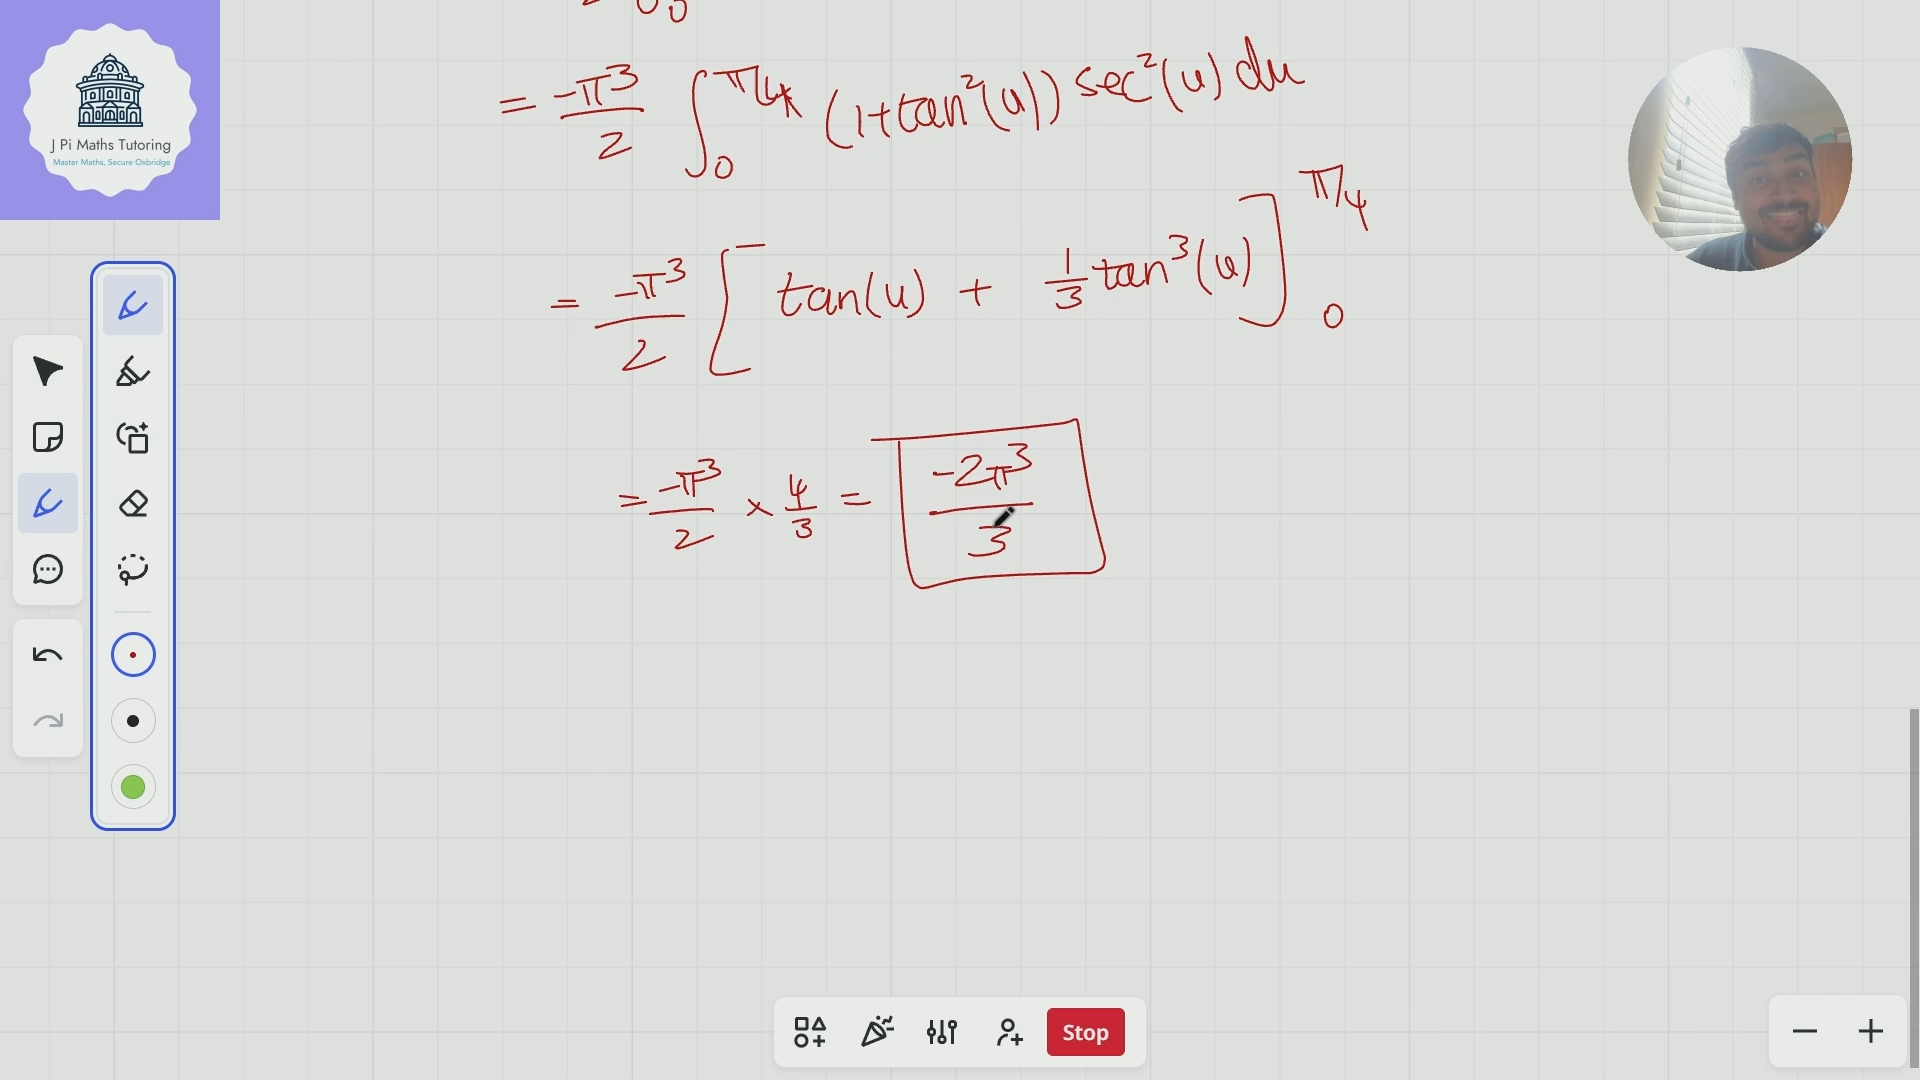 J Pi Maths Tutoring
Master Maths, Secure Oxbridge
= -π³/2 ∫₀^π/4 (1+tan²(u)) sec²(u) du
= -π³/2 [ tan(u) + 1/3 tan³(u) ]₀^π/4
= -π³/2 × 4/3 = -2π³/3
Stop